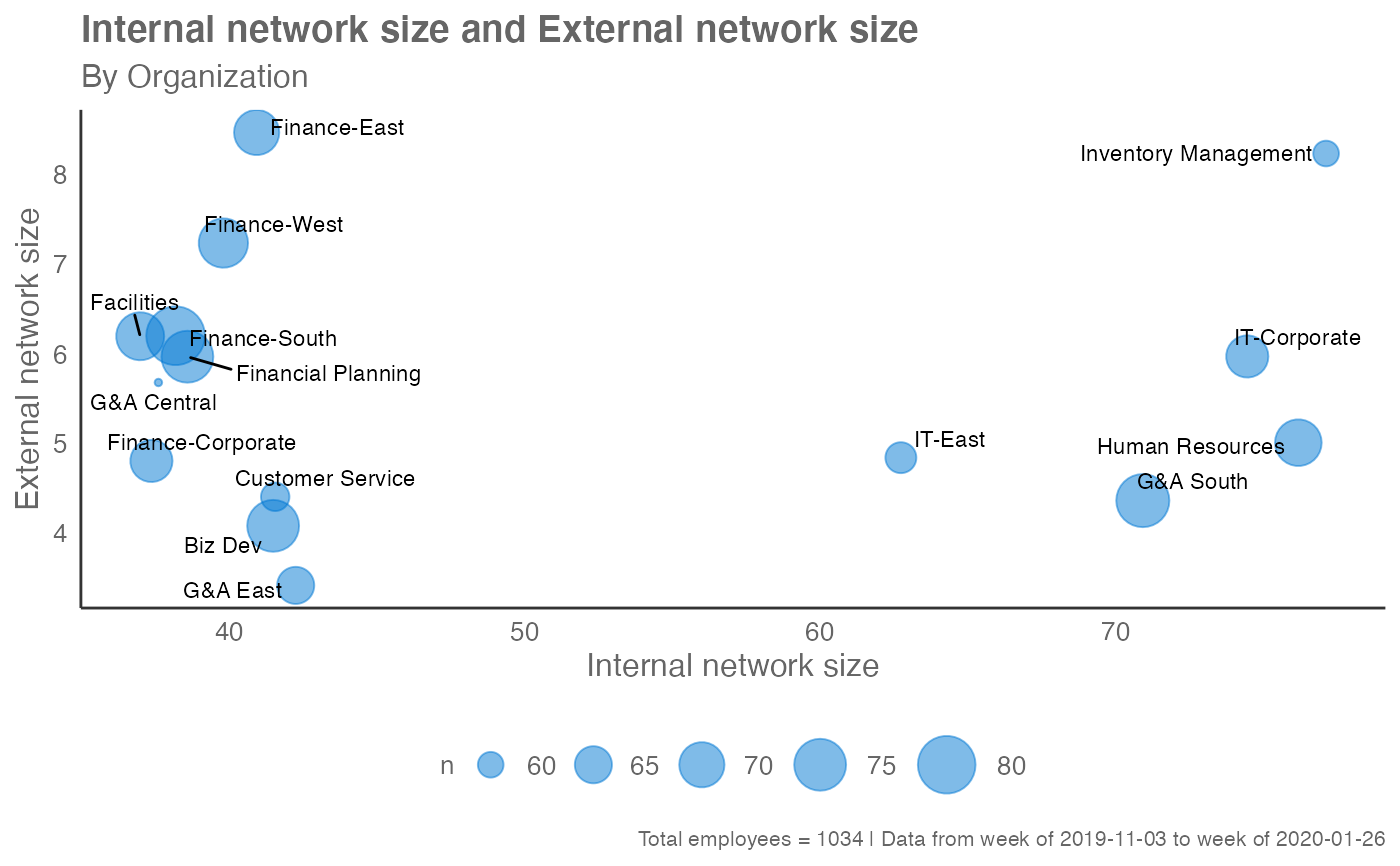 Internal network size and External network size
By Organization
External network size
8
7
6
5
4
Finance-East
Inventory Management
Finance-West
Facilities
Finance-South
IT-Corporate
Financial Planning
G&A Central
Finance-Corporate
IT-East
Human Resources
Customer Service
G&A South
Biz Dev
G&A East
40 50 60 70
Internal network size
n 60 65 70 75 80
Total employees = 1034 | Data from week of 2019-11-03 to week of 2020-01-26